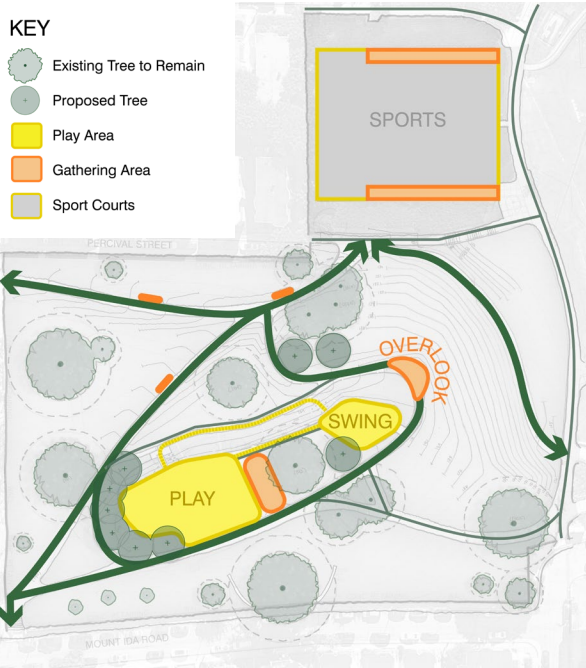 KEY
Existing Tree to Remain
Proposed Tree
Play Area
Gathering Area
Sport Courts
SPORTS
PERCIVAL STREET
OVERLOOK
SWING
PLAY
MOUNT IDA ROAD